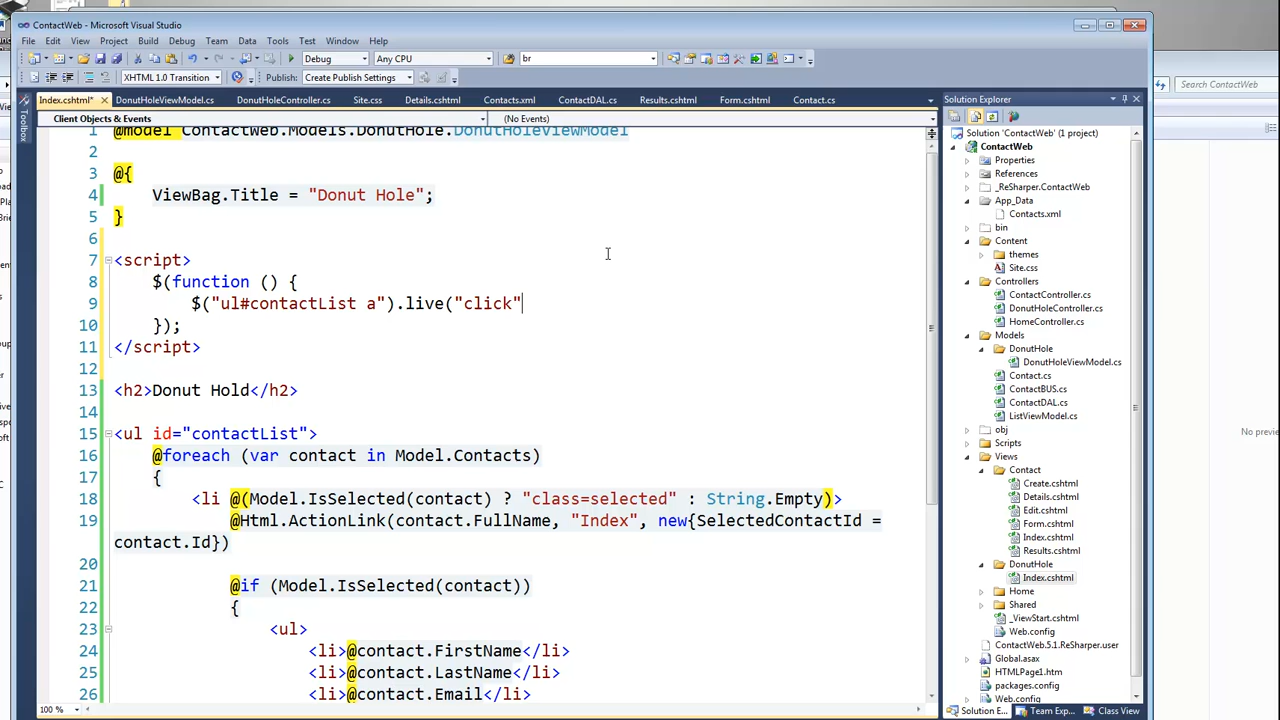 ContactWeb - Microsoft Visual Studio
File Edit View Project Build Debug Team Data Tools Test Window Help
Debug Any CPU br
XHTML 1.0 Transition Publish: Create Publish Settings
Index.cshtml* DonutHoleViewModel.cs DonutHoleController.cs Site.css Details.cshtml Contacts.xml ContactDAL.cs Results.cshtml Form.cshtml Contact.cs
Client Objects & Events (No Events)
Toolbox
1 @model ContactWeb.Models.DonutHole.DonutHoleViewModel
2
3 @{
4 ViewBag.Title = "Donut Hole";
5 }
6
7 <script>
8 $(function () {
9 $("ul#contactList a").live("click"
10 });
11 </script>
12
13 <h2>Donut Hold</h2>
14
15 <ul id="contactList">
16 @foreach (var contact in Model.Contacts)
17 {
18 <li @(Model.IsSelected(contact) ? "class=selected" : String.Empty)>
19 @Html.ActionLink(contact.FullName, "Index", new{SelectedContactId =
contact.Id})
20
21 @if (Model.IsSelected(contact))
22 {
23 <ul>
24 <li>@contact.FirstName</li>
25 <li>@contact.LastName</li>
26 <li>@contact.Email</li>
100 %
Solution Explorer
Solution 'ContactWeb' (1 project)
ContactWeb
Properties
References
_ReSharper.ContactWeb
App_Data
Contacts.xml
bin
Content
themes
Site.css
Controllers
ContactController.cs
DonutHoleController.cs
HomeController.cs
Models
DonutHole
DonutHoleViewModel.cs
Contact.cs
ContactBUS.cs
ContactDAL.cs
ListViewModel.cs
obj
Scripts
Views
Contact
Create.cshtml
Details.cshtml
Edit.cshtml
Form.cshtml
Index.cshtml
Results.cshtml
DonutHole
Index.cshtml
Home
Shared
_ViewStart.cshtml
Web.config
ContactWeb.5.1.ReSharper.user
Global.asax
HTMLPage1.htm
packages.config
Web.config
Solution E... Team Exp... Class View
Search ContactWeb
No previe